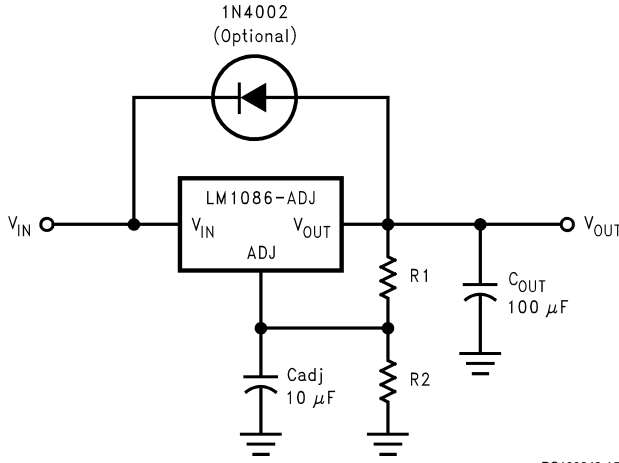 1N4002
(Optional)
LM1086-ADJ
VIN
VIN
VOUT
VOUT
ADJ
R1
COUT
100 μF
Cadj
10 μF
R2